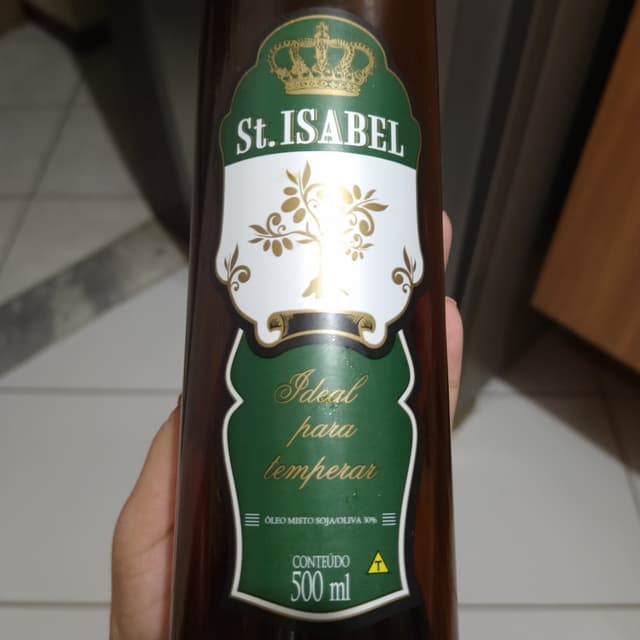 St. ISABEL
Ideal
para
temperar
ÓLEO MISTO SOJA/OLIVA 30%
CONTEÚDO
500 ml
T